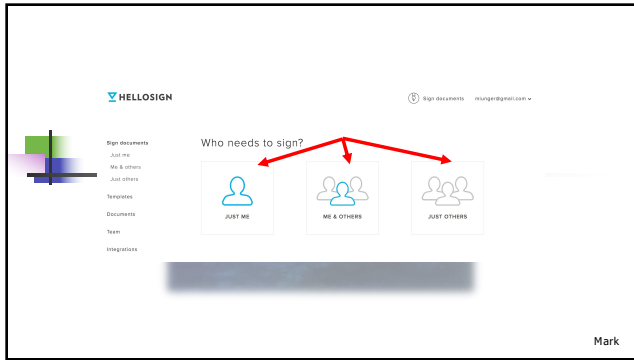 HELLOSIGN
Sign documents mlunger@gmail.com
Sign documents
Just me
Me & others
Just others
Templates
Documents
Team
Integrations
Who needs to sign?
JUST ME ME & OTHERS JUST OTHERS
Mark